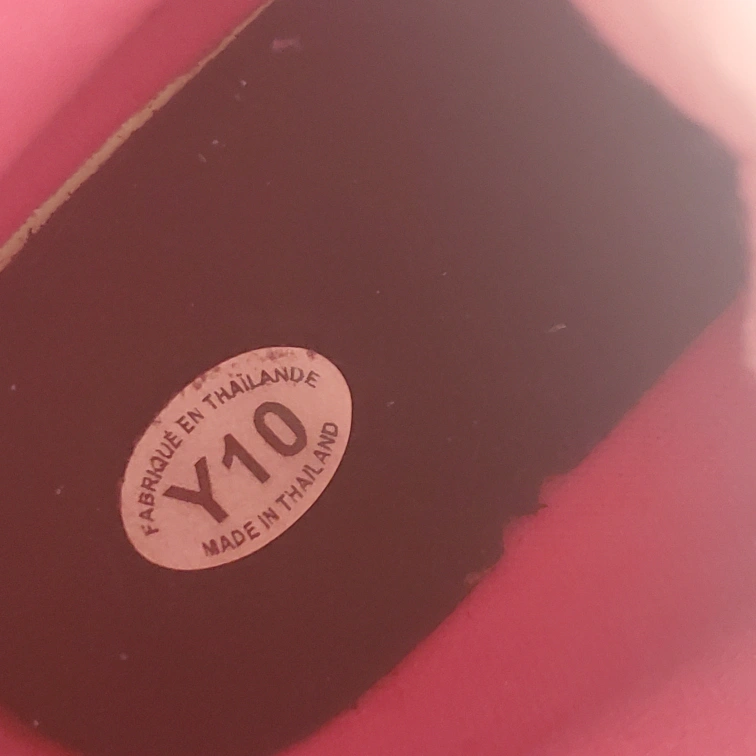 FABRIQUÉ EN THAÏLANDE
Y10
MADE IN THAILAND